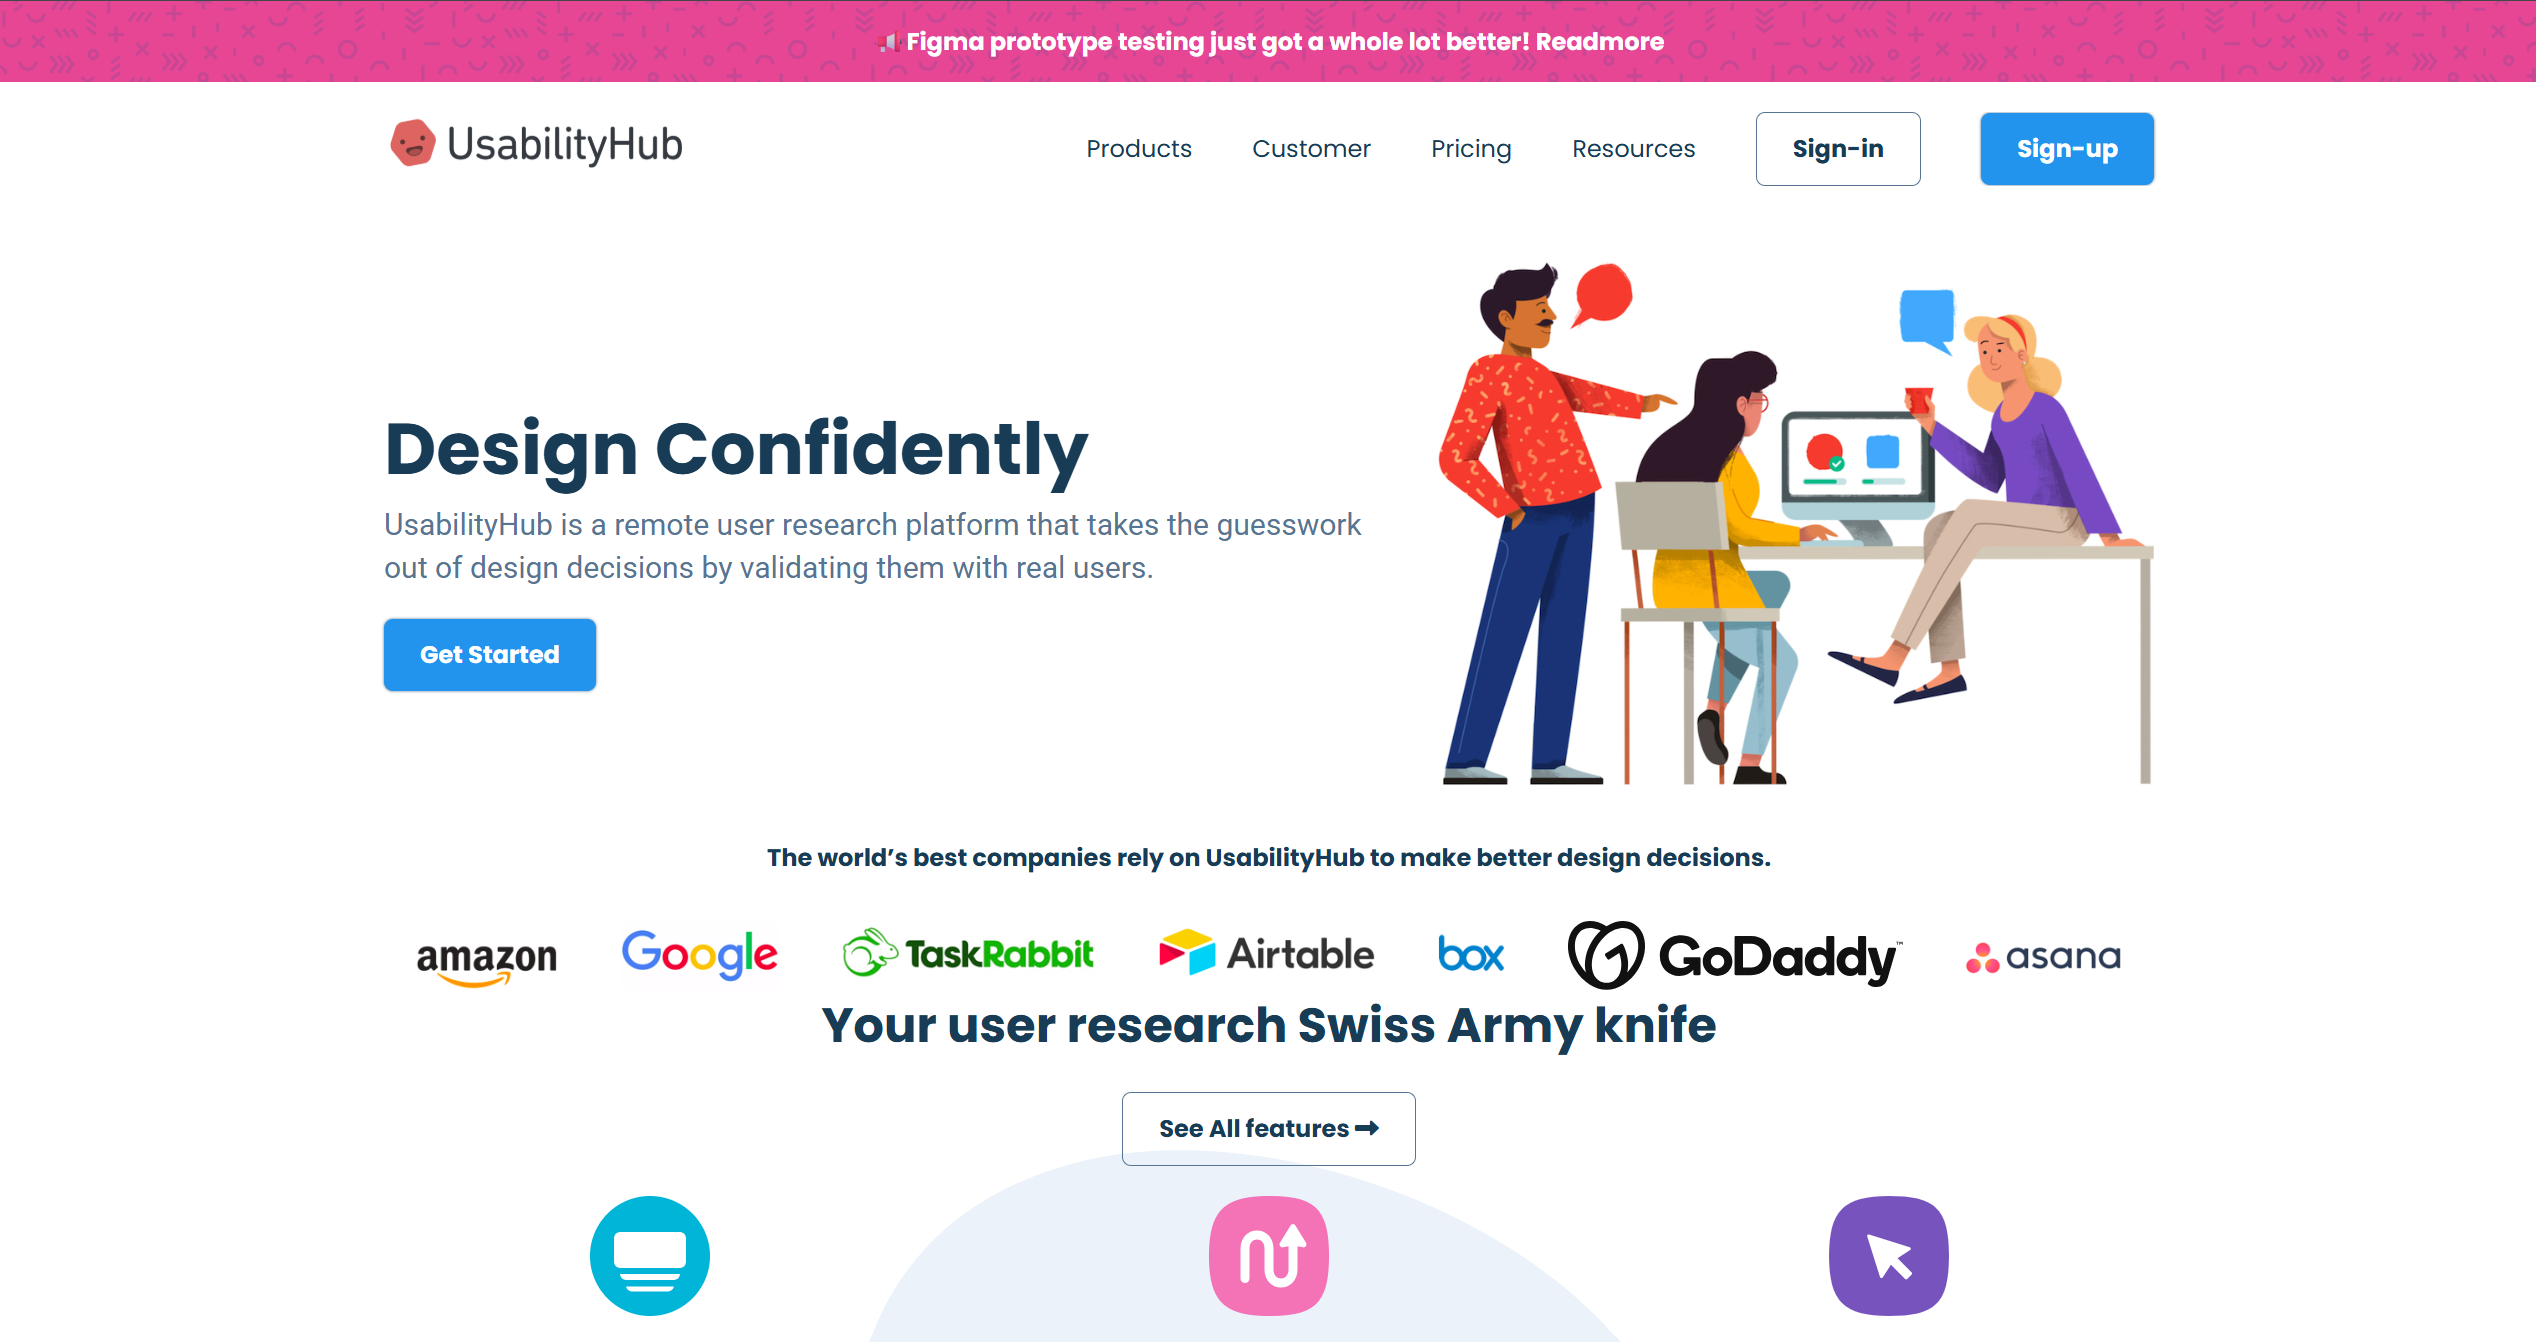 Figma prototype testing just got a whole lot better! Readmore
UsabilityHub
Products
Customer
Pricing
Resources
Sign-in
Sign-up
Design Confidently
UsabilityHub is a remote user research platform that takes the guesswork
out of design decisions by validating them with real users.
Get Started
The world’s best companies rely on UsabilityHub to make better design decisions.
amazon
Google
TaskRabbit
Airtable
box
GoDaddy™
asana
Your user research Swiss Army knife
See All features